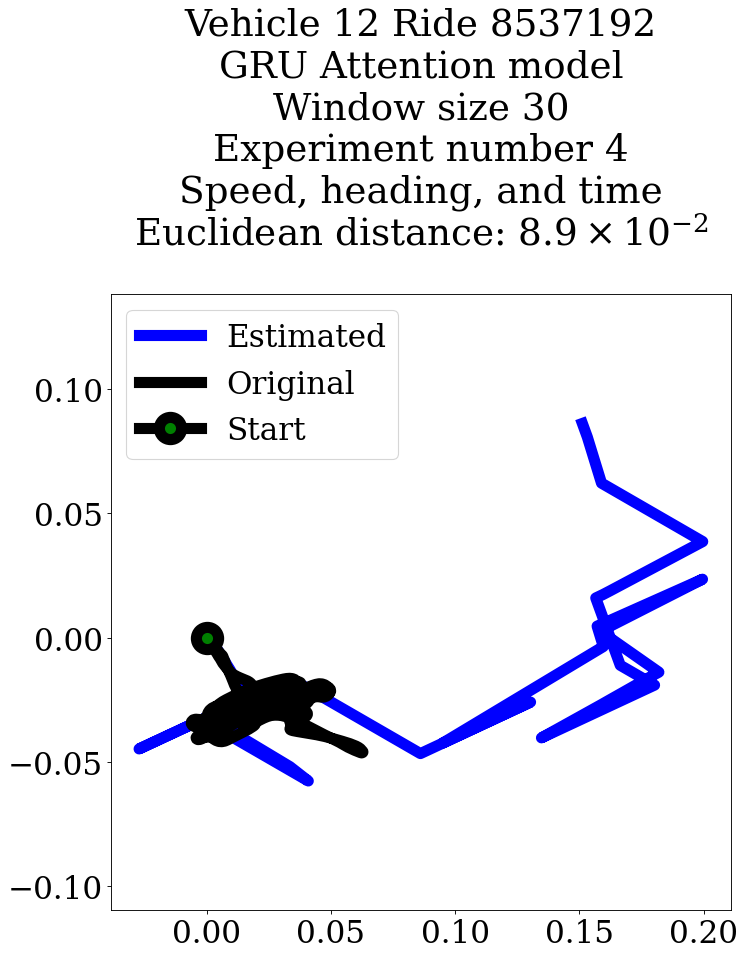 Vehicle 12 Ride 8537192
GRU Attention model
Window size 30
Experiment number 4
Speed, heading, and time
Euclidean distance: 8.9 × 10⁻²
Estimated
Original
Start
0.10
0.05
0.00
−0.05
−0.10
0.00 0.05 0.10 0.15 0.20